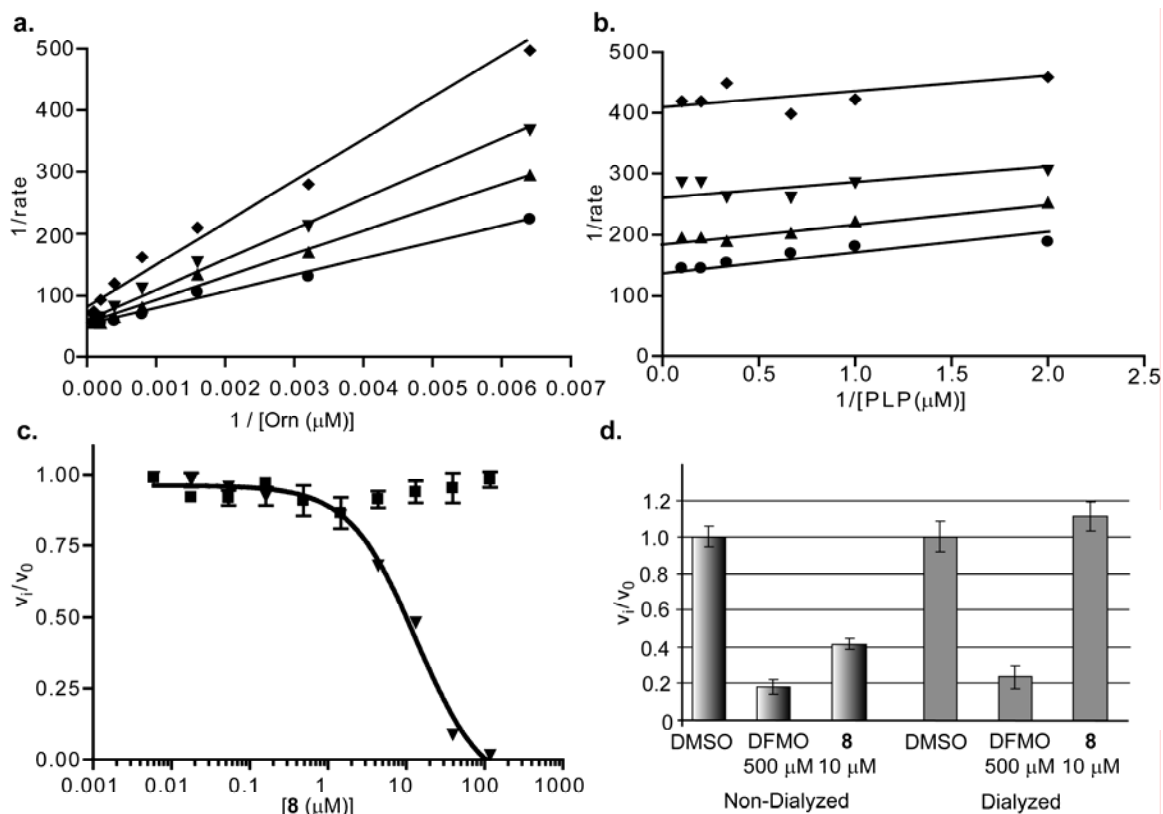 a.
500
400
300
200
100
0
1/rate
0.000 0.001 0.002 0.003 0.004 0.005 0.006 0.007
1 / [Orn (μM)]
b.
500
400
300
200
100
0
1/rate
0.0 0.5 1.0 1.5 2.0 2.5
1/[PLP(μM)]
c.
1.00
0.75
0.50
0.25
0.00
vi/v0
0.001 0.01 0.1 1 10 100 1000
[8 (μM)]
d.
1.2
1.0
0.8
0.6
0.4
0.2
0
vi/v0
DMSO DFMO 8 DMSO DFMO 8
500 μM 10 μM 500 μM 10 μM
Non-Dialyzed Dialyzed